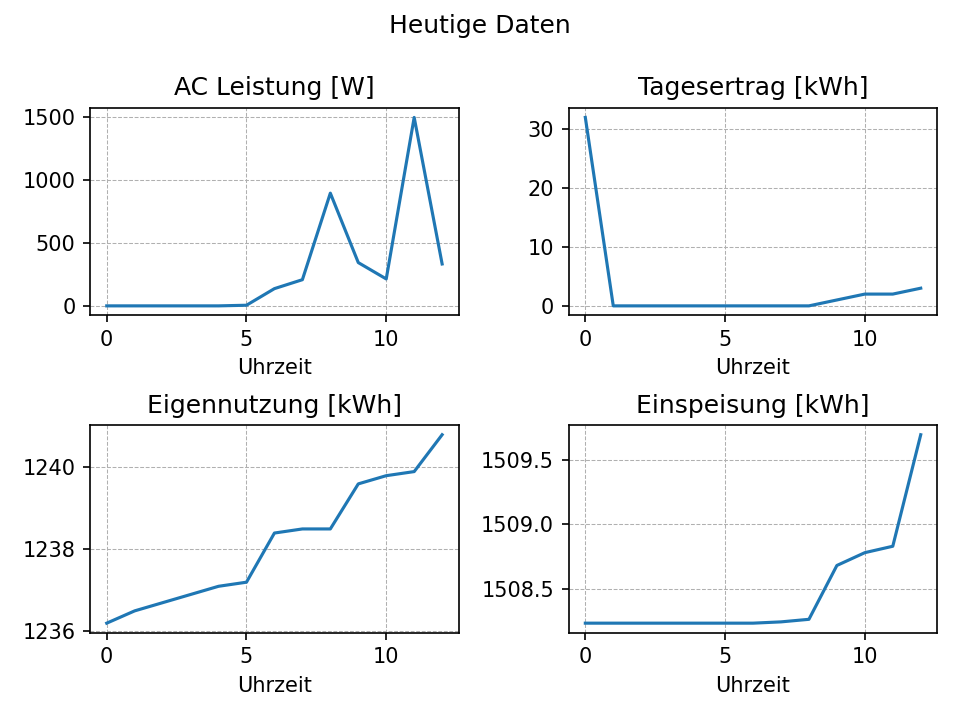 Heutige Daten
AC Leistung [W]
1500
1000
500
0
0 5 10
Uhrzeit
Tagesertrag [kWh]
30
20
10
0
0 5 10
Uhrzeit
Eigennutzung [kWh]
1240
1238
1236
0 5 10
Uhrzeit
Einspeisung [kWh]
1509.5
1509.0
1508.5
0 5 10
Uhrzeit